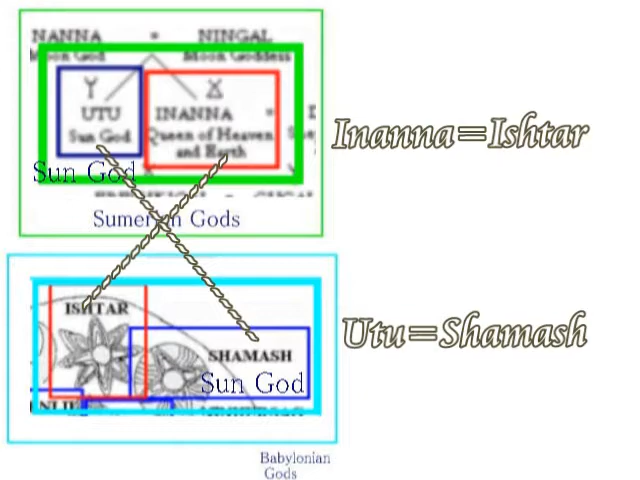 NANNA = NINGAL
Moon God Moon Goddess
UTU INANNA =
Sun God Queen of Heaven
and Earth
Sun God
Sumerian Gods
Inanna=Ishtar
ISHTAR
SHAMASH
Sun God
Utu=Shamash
Babylonian
Gods